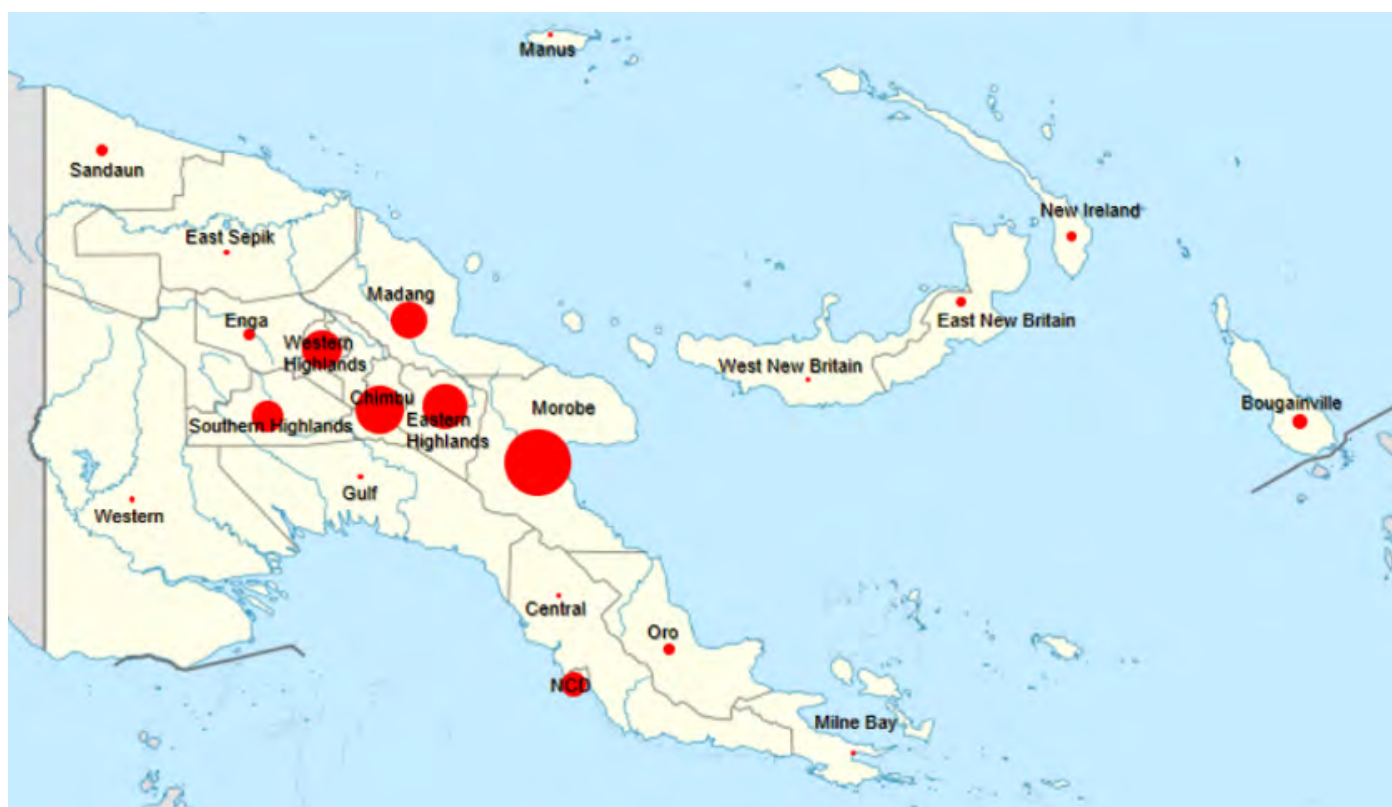 Manus
Sandaun
New Ireland
East Sepik
Madang
Enga
East New Britain
Western
Highlands
West New Britain
Chimbu
Morobe
Bougainville
Southern Highlands
Eastern
Highlands
Gulf
Western
Central
Oro
NCD
Milne Bay